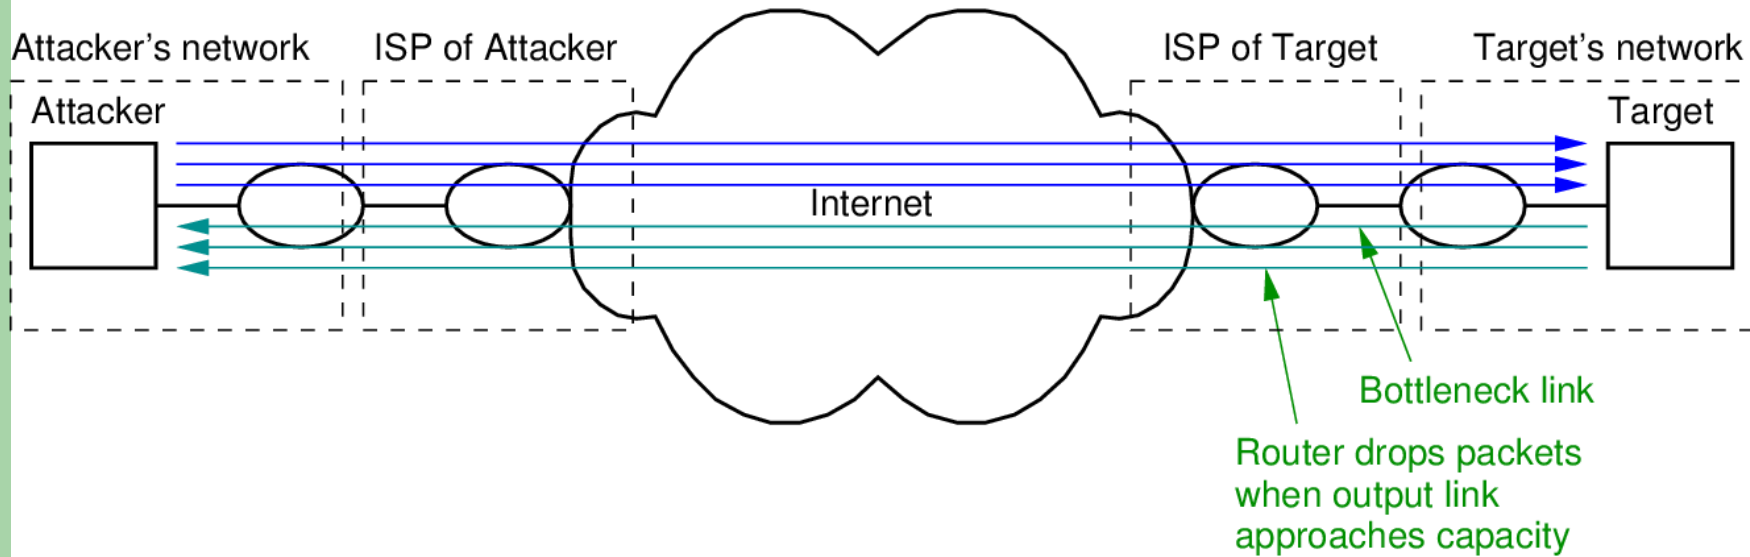 Attacker's network
ISP of Attacker
ISP of Target
Target's network
Attacker
Target
Internet
Bottleneck link
Router drops packets
when output link
approaches capacity